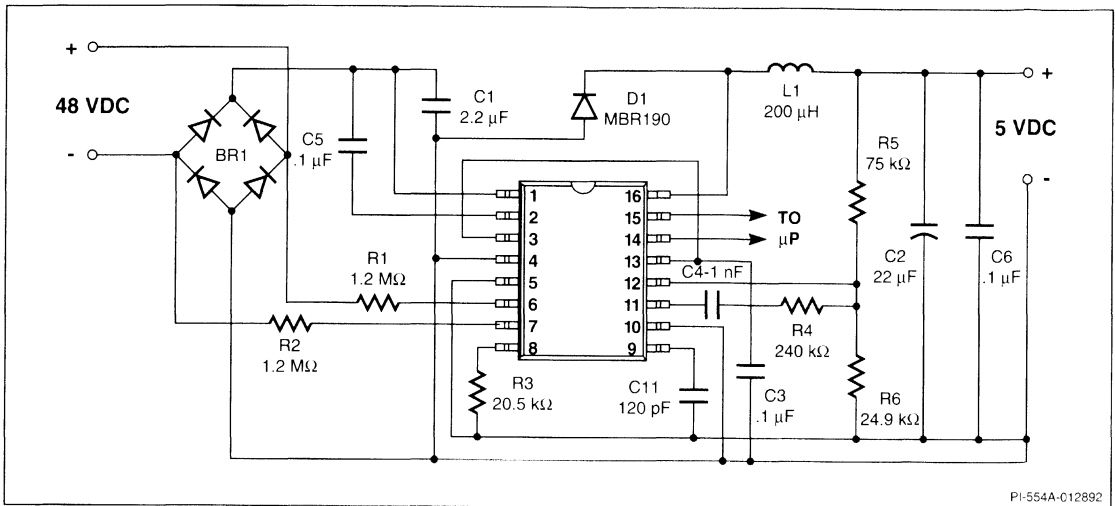 +
48 VDC
-
BR1
C5
.1 µF
C1
2.2 µF
D1
MBR190
L1
200 µH
+
5 VDC
-
R5
75 kΩ
1
2
3
4
5
6
7
8
16
15
14
13
12
11
10
9
TO
µP
R1
1.2 MΩ
R2
1.2 MΩ
R3
20.5 kΩ
C4-1 nF
R4
240 kΩ
C11
120 pF
C3
.1 µF
R6
24.9 kΩ
C2
22 µF
C6
.1 µF
PI-554A-012892